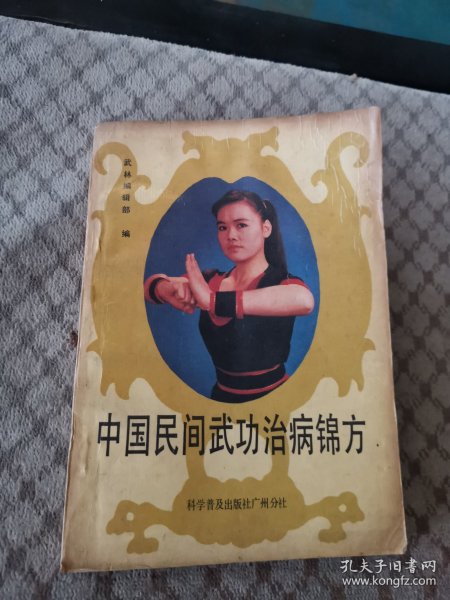 武林编辑部 编
中国民间武功治病锦方
科学普及出版社广州分社
孔夫子旧书网
www.kongfz.com